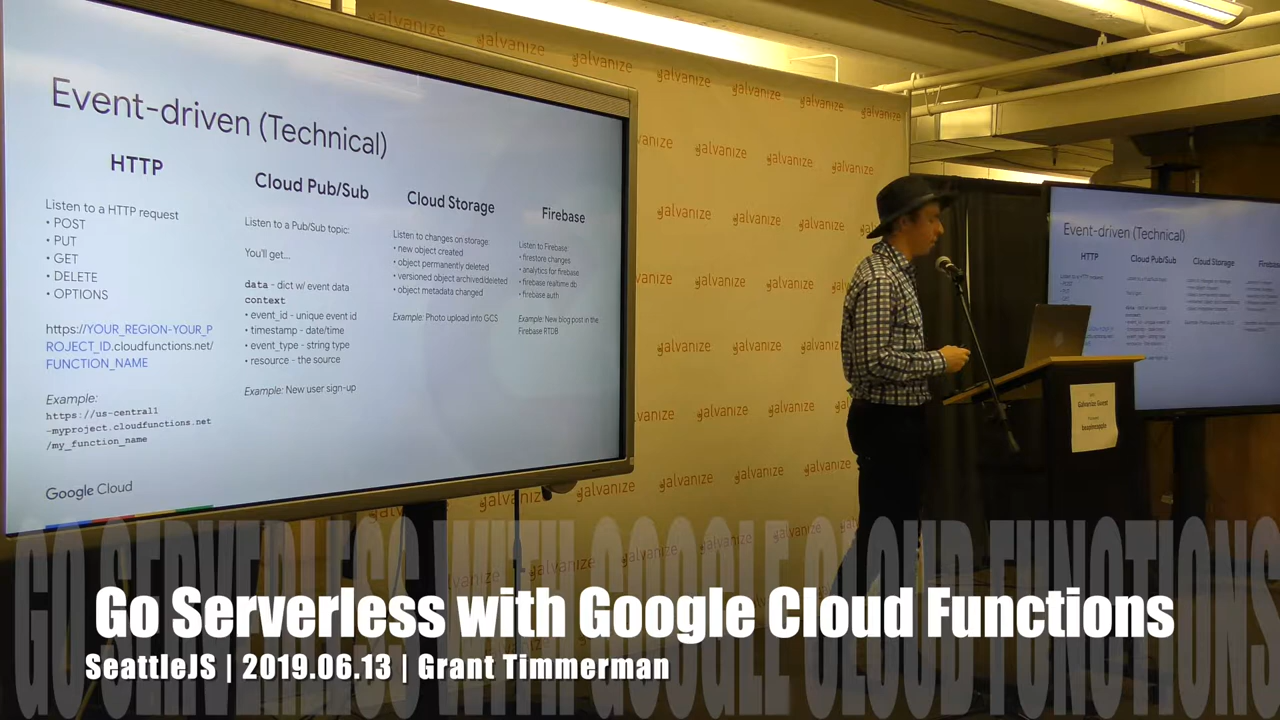 Event-driven (Technical)
HTTP
Listen to a HTTP request
• POST
• PUT
• GET
• DELETE
• OPTIONS
https://YOUR_REGION-YOUR_P
ROJECT_ID.cloudfunctions.net/
FUNCTION_NAME
Example:
https://us-central1
-myproject.cloudfunctions.net
/my_function_name
Cloud Pub/Sub
Listen to a Pub/Sub topic:
You'll get...
data - dict w/ event data
context
• event_id - unique event id
• timestamp - date/time
• event_type - string type
• resource - the source
Example: New user sign-up
Cloud Storage
Listen to changes on storage:
• new object created
• object permanently deleted
• versioned object archived/deleted
• object metadata changed
Example: Photo upload into GCS
Firebase
Listen to Firebase:
• firestore changes
• analytics for firebase
• firebase realtime db
• firebase auth
Example: New blog post in the
Firebase RTDB
Google Cloud
galvanize
Event-driven (Technical)
HTTP
Cloud Pub/Sub
Cloud Storage
Galvanize Guest
GO SERVERLESS WITH GOOGLE CLOUD FUNCTIONS
Go Serverless with Google Cloud Functions
SeattleJS | 2019.06.13 | Grant Timmerman